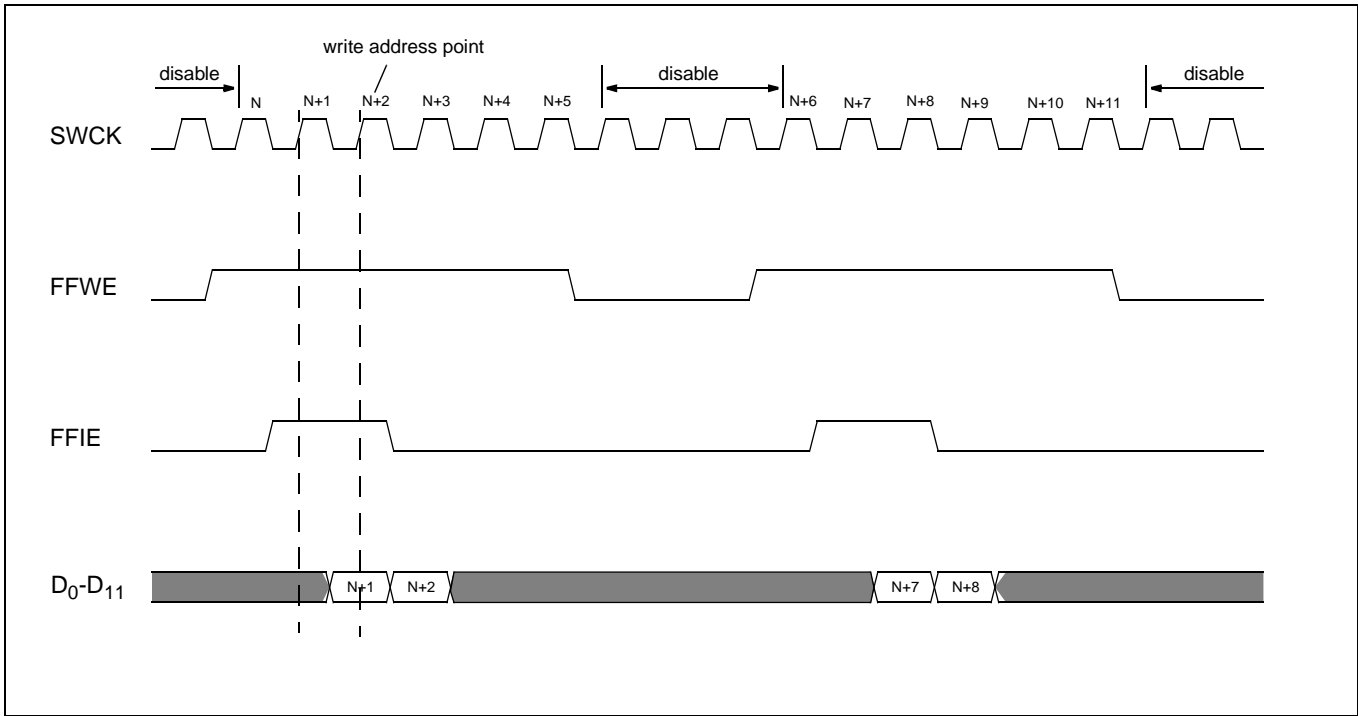 write address point
disable disable disable
N N+1 N+2 N+3 N+4 N+5 N+6 N+7 N+8 N+9 N+10 N+11
SWCK
FFWE
FFIE
D0-D11 N+1 N+2 N+7 N+8